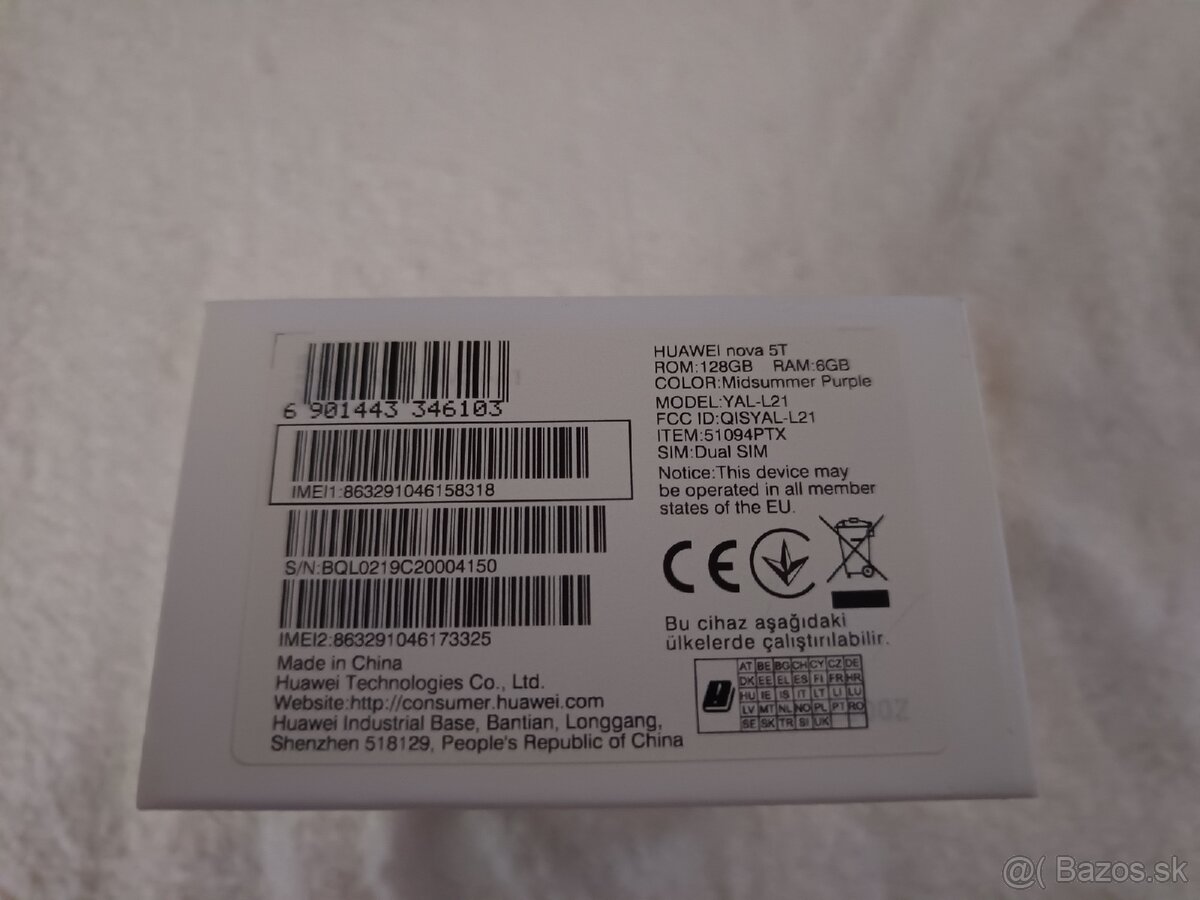 6 901443 346103
IMEI1:863291046158318
S/N:BQL0219C20004150
IMEI2:863291046173325
Made in China
Huawei Technologies Co., Ltd.
Website:http://consumer.huawei.com
Huawei Industrial Base, Bantian, Longgang,
Shenzhen 518129, People's Republic of China
HUAWEI nova 5T
ROM:128GB RAM:6GB
COLOR:Midsummer Purple
MODEL:YAL-L21
FCC ID:QISYAL-L21
ITEM:51094PTX
SIM:Dual SIM
Notice:This device may
be operated in all member
states of the EU.
CE
Bu cihaz aşağıdaki
ülkelerde çalıştırılabilir.
AT BE BG CH CY CZ DE
DK EE EL ES FI FR HR
HU IE IS IT LT LI LU
LV MT NL NO PL PT RO
SE SK TR SI UK
@( Bazos.sk